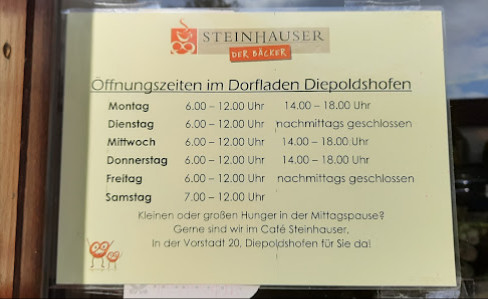 STEINHAUSER
DER BÄCKER
Öffnungszeiten im Dorfladen Diepoldshofen
Montag 6.00 – 12.00 Uhr 14.00 – 18.00 Uhr
Dienstag 6.00 – 12.00 Uhr nachmittags geschlossen
Mittwoch 6.00 – 12.00 Uhr 14.00 – 18.00 Uhr
Donnerstag 6.00 – 12.00 Uhr 14.00 – 18.00 Uhr
Freitag 6.00 – 12.00 Uhr nachmittags geschlossen
Samstag 7.00 – 12.00 Uhr
Kleinen oder großen Hunger in der Mittagspause?
Gerne sind wir im Café Steinhauser,
In der Vorstadt 20, Diepoldshofen für Sie da!